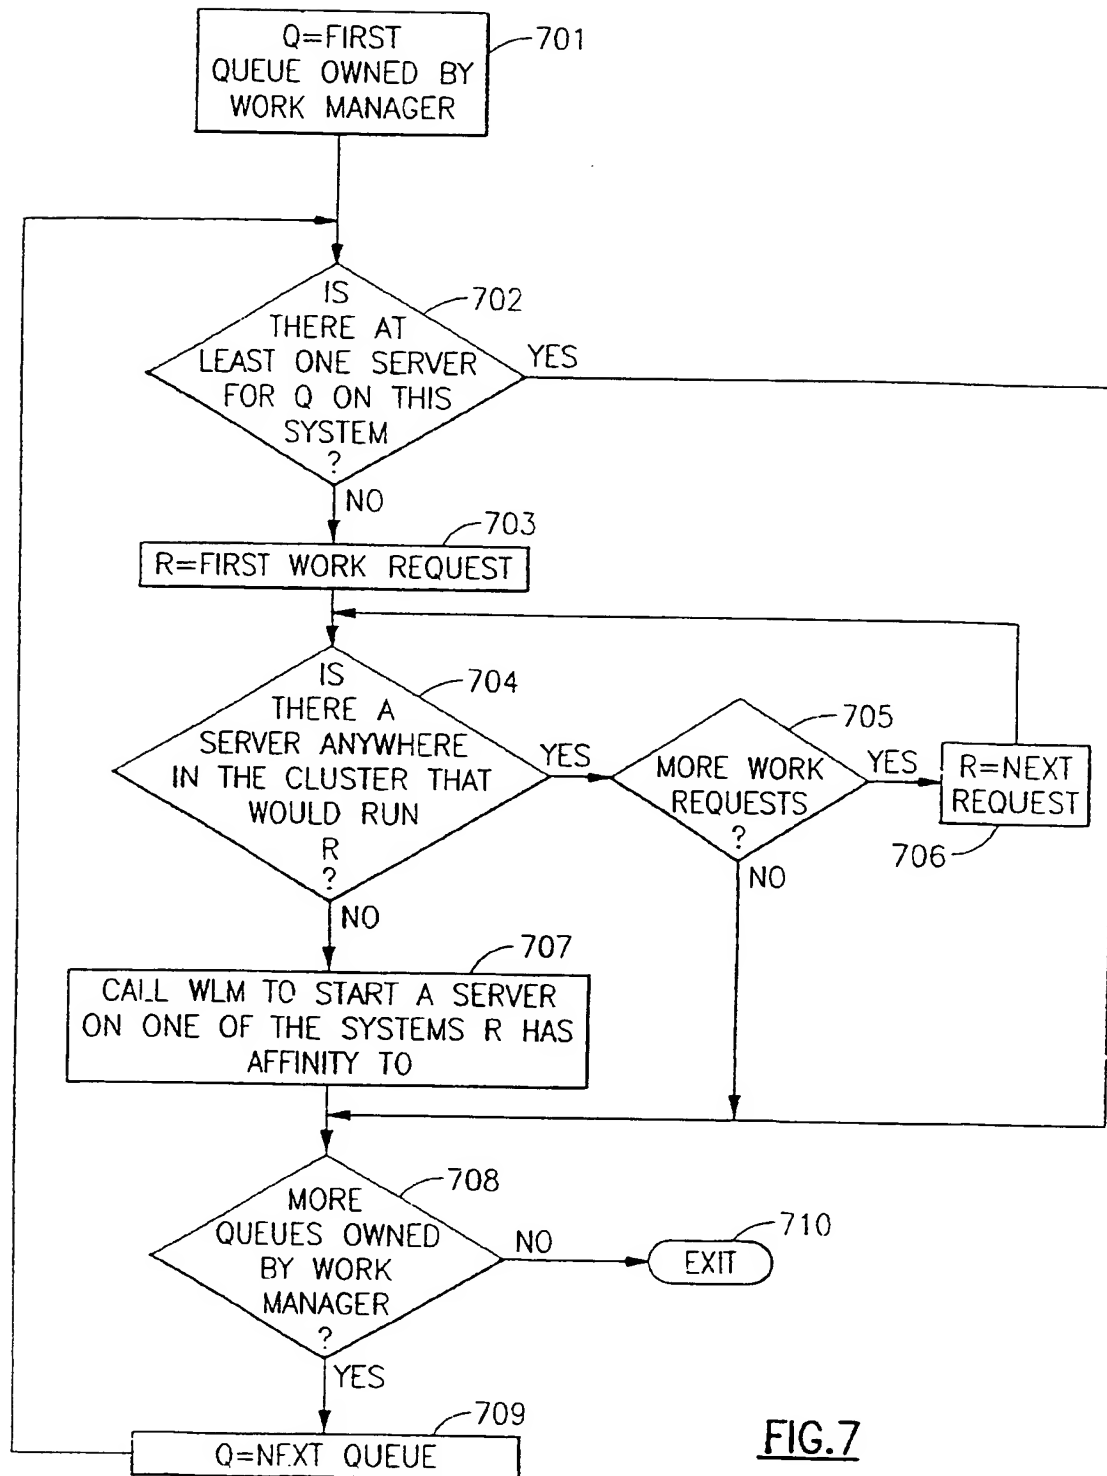 Q=FIRST
QUEUE OWNED BY
WORK MANAGER
701
IS
THERE AT
LEAST ONE SERVER
FOR Q ON THIS
SYSTEM
?
702
YES
NO
703
R=FIRST WORK REQUEST
IS
THERE A
SERVER ANYWHERE
IN THE CLUSTER THAT
WOULD RUN
R
?
704
YES
NO
705
MORE WORK
REQUESTS
?
YES
NO
R=NEXT
REQUEST
706
707
CALL WLM TO START A SERVER
ON ONE OF THE SYSTEMS R HAS
AFFINITY TO
708
MORE
QUEUES OWNED
BY WORK
MANAGER
?
NO
710
EXIT
YES
709
Q=NEXT QUEUE
FIG.7